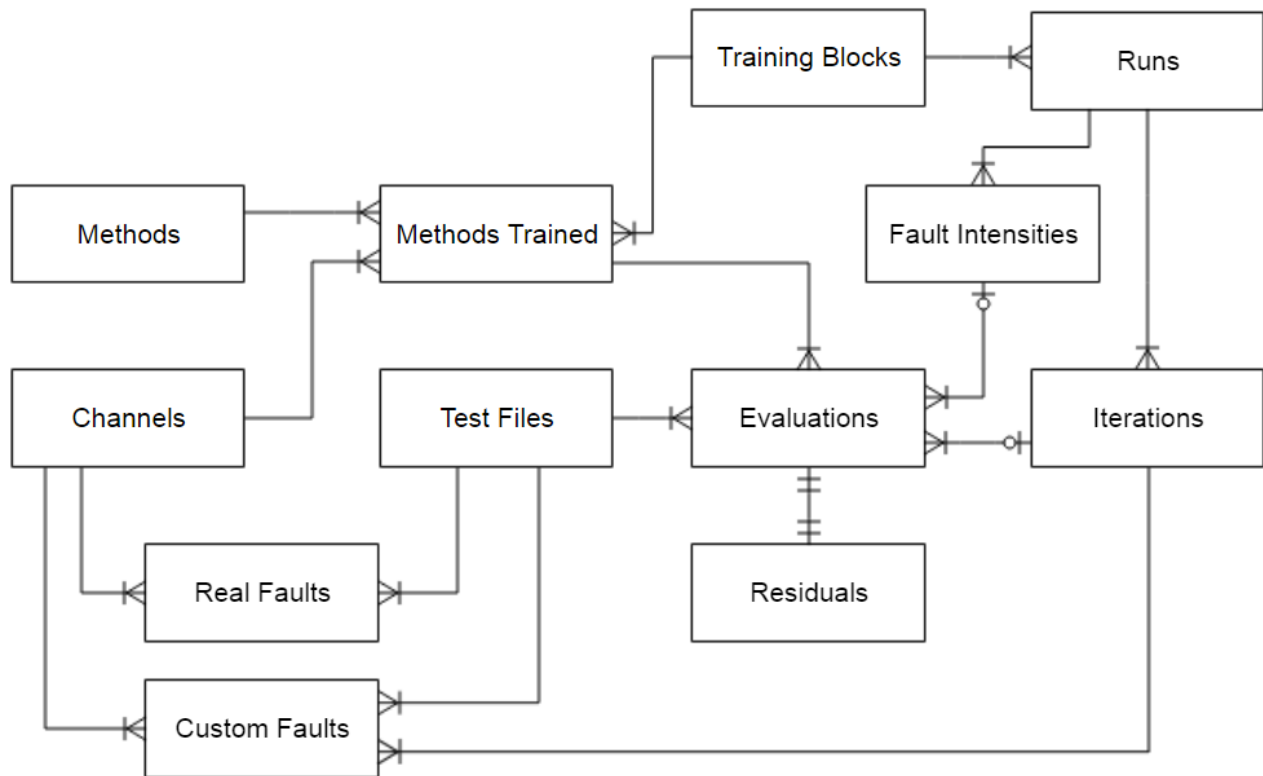 Training Blocks
Runs
Methods
Methods Trained
Fault Intensities
Channels
Test Files
Evaluations
Iterations
Real Faults
Residuals
Custom Faults